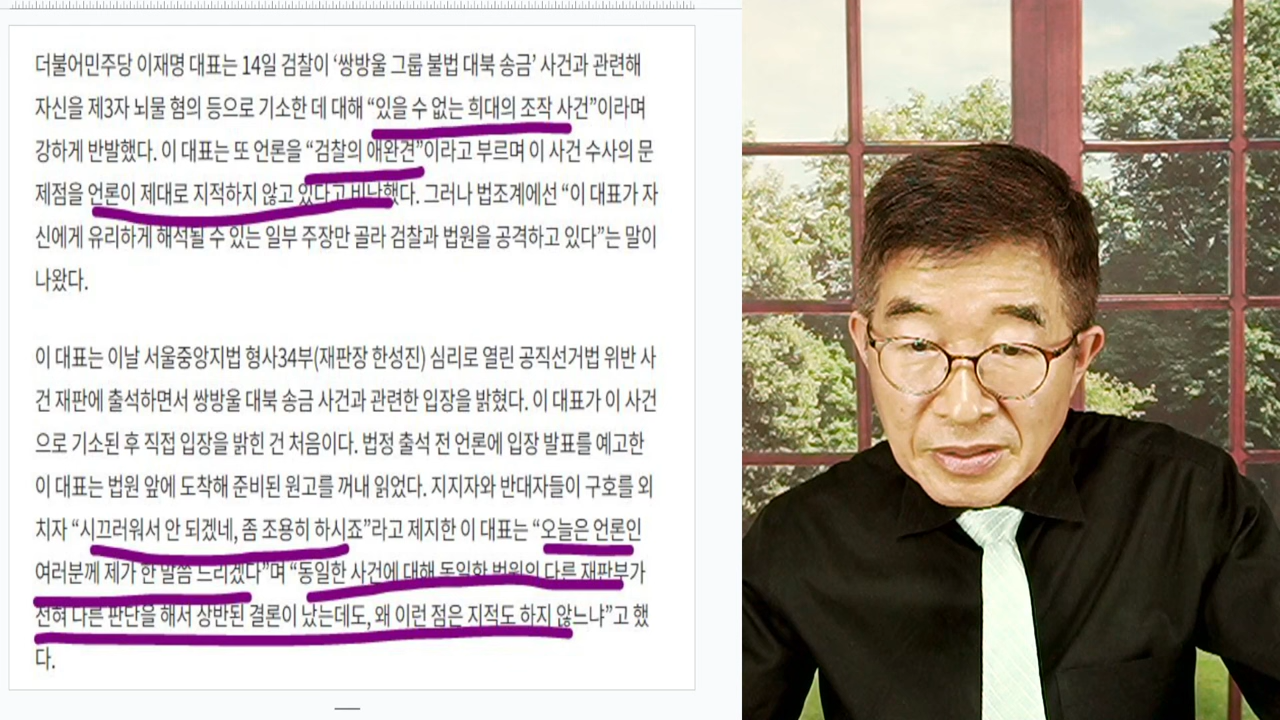 더불어민주당 이재명 대표는 14일 검찰이 ‘쌍방울 그룹 불법 대북 송금’ 사건과 관련해
자신을 제3자 뇌물 혐의 등으로 기소한 데 대해 “있을 수 없는 희대의 조작 사건”이라며
강하게 반발했다. 이 대표는 또 언론을 “검찰의 애완견”이라고 부르며 이 사건 수사의 문
제점을 언론이 제대로 지적하지 않고 있다고 비난했다. 그러나 법조계에선 “이 대표가 자
신에게 유리하게 해석될 수 있는 일부 주장만 골라 검찰과 법원을 공격하고 있다”는 말이
나왔다.
이 대표는 이날 서울중앙지법 형사34부(재판장 한성진) 심리로 열린 공직선거법 위반 사
건 재판에 출석하면서 쌍방울 대북 송금 사건과 관련한 입장을 밝혔다. 이 대표가 이 사건
으로 기소된 후 직접 입장을 밝힌 건 처음이다. 법정 출석 전 언론에 입장 발표를 예고한
이 대표는 법원 앞에 도착해 준비된 원고를 꺼내 읽었다. 지지자와 반대자들이 구호를 외
치자 “시끄러워서 안 되겠네, 좀 조용히 하시죠”라고 제지한 이 대표는 “오늘은 언론인
여러분께 제가 한 말씀 드리겠다”며 “동일한 사건에 대해 동일한 법원의 다른 재판부가
전혀 다른 판단을 해서 상반된 결론이 났는데도, 왜 이런 점은 지적도 하지 않느냐”고 했
다.